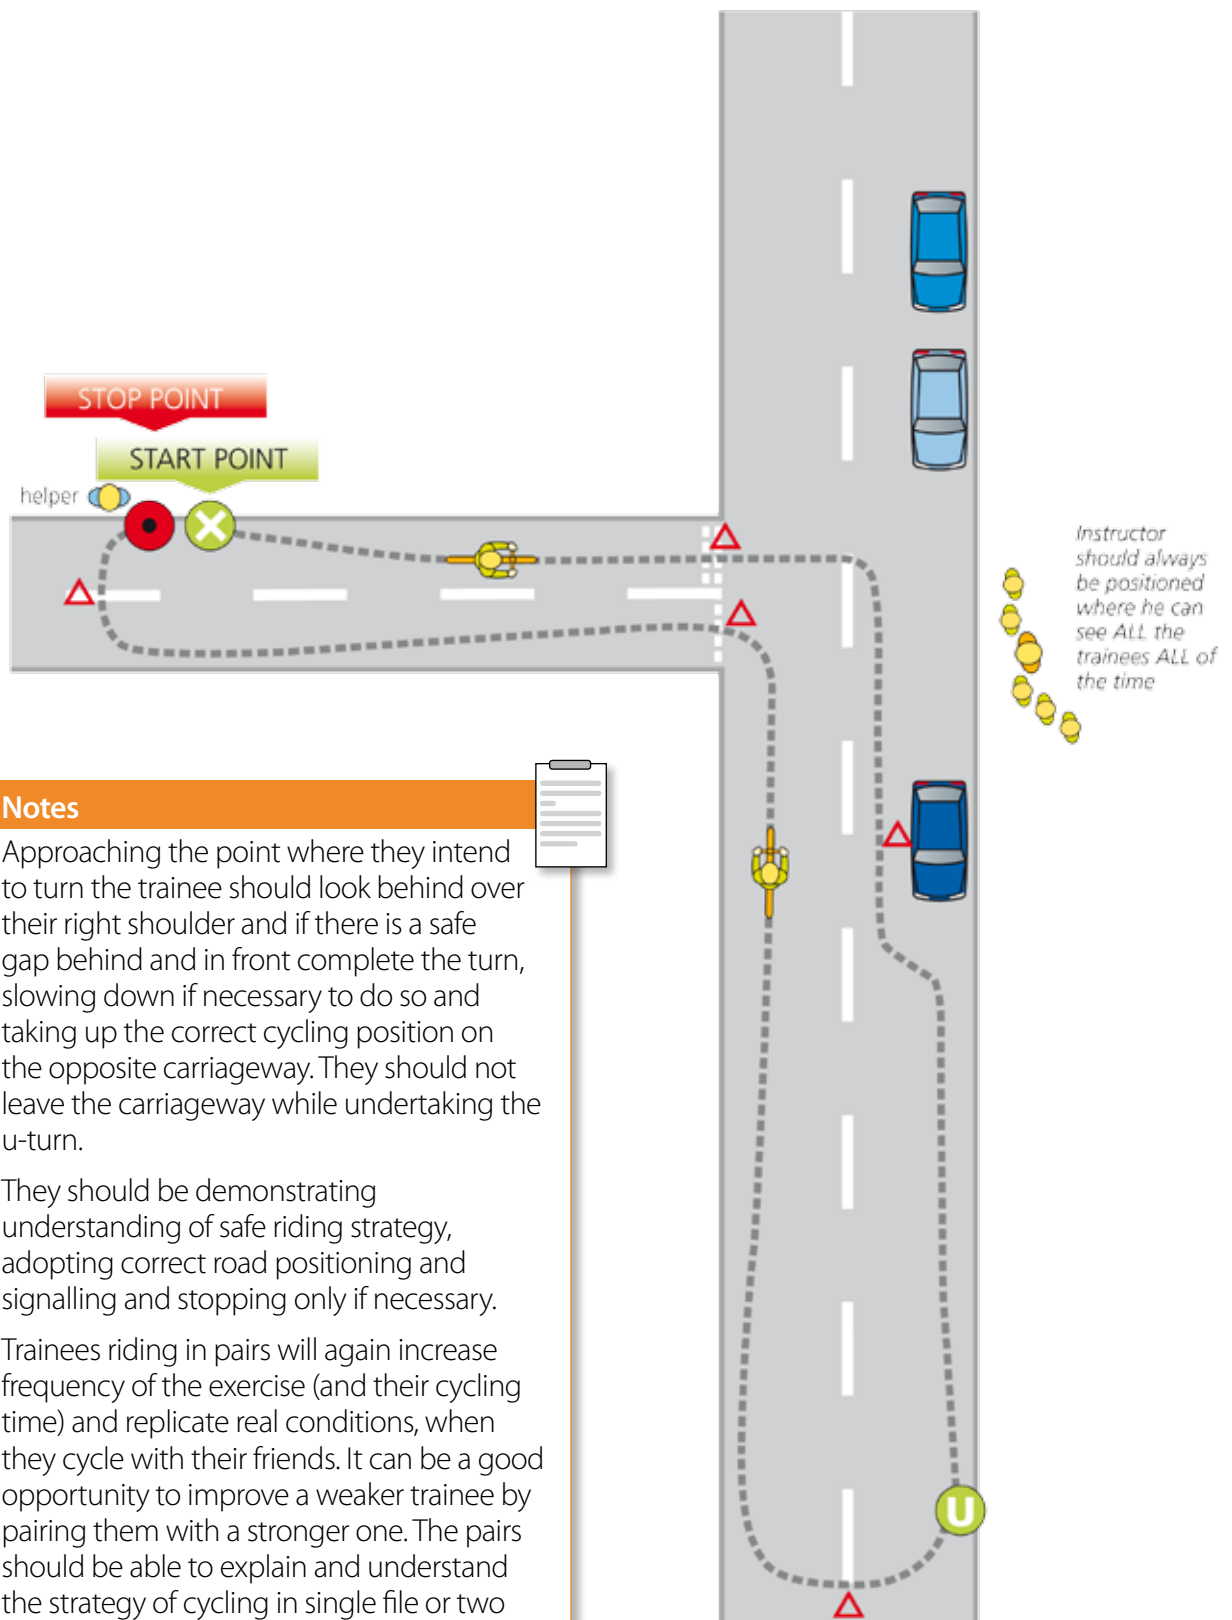 STOP POINT
START POINT
helper
Instructor
should always
be positioned
where he can
see ALL the
trainees ALL of
the time
Notes
Approaching the point where they intend
to turn the trainee should look behind over
their right shoulder and if there is a safe
gap behind and in front complete the turn,
slowing down if necessary to do so and
taking up the correct cycling position on
the opposite carriageway. They should not
leave the carriageway while undertaking the
u-turn.
They should be demonstrating
understanding of safe riding strategy,
adopting correct road positioning and
signalling and stopping only if necessary.
Trainees riding in pairs will again increase
frequency of the exercise (and their cycling
time) and replicate real conditions, when
they cycle with their friends. It can be a good
opportunity to improve a weaker trainee by
pairing them with a stronger one. The pairs
should be able to explain and understand
the strategy of cycling in single file or two
U